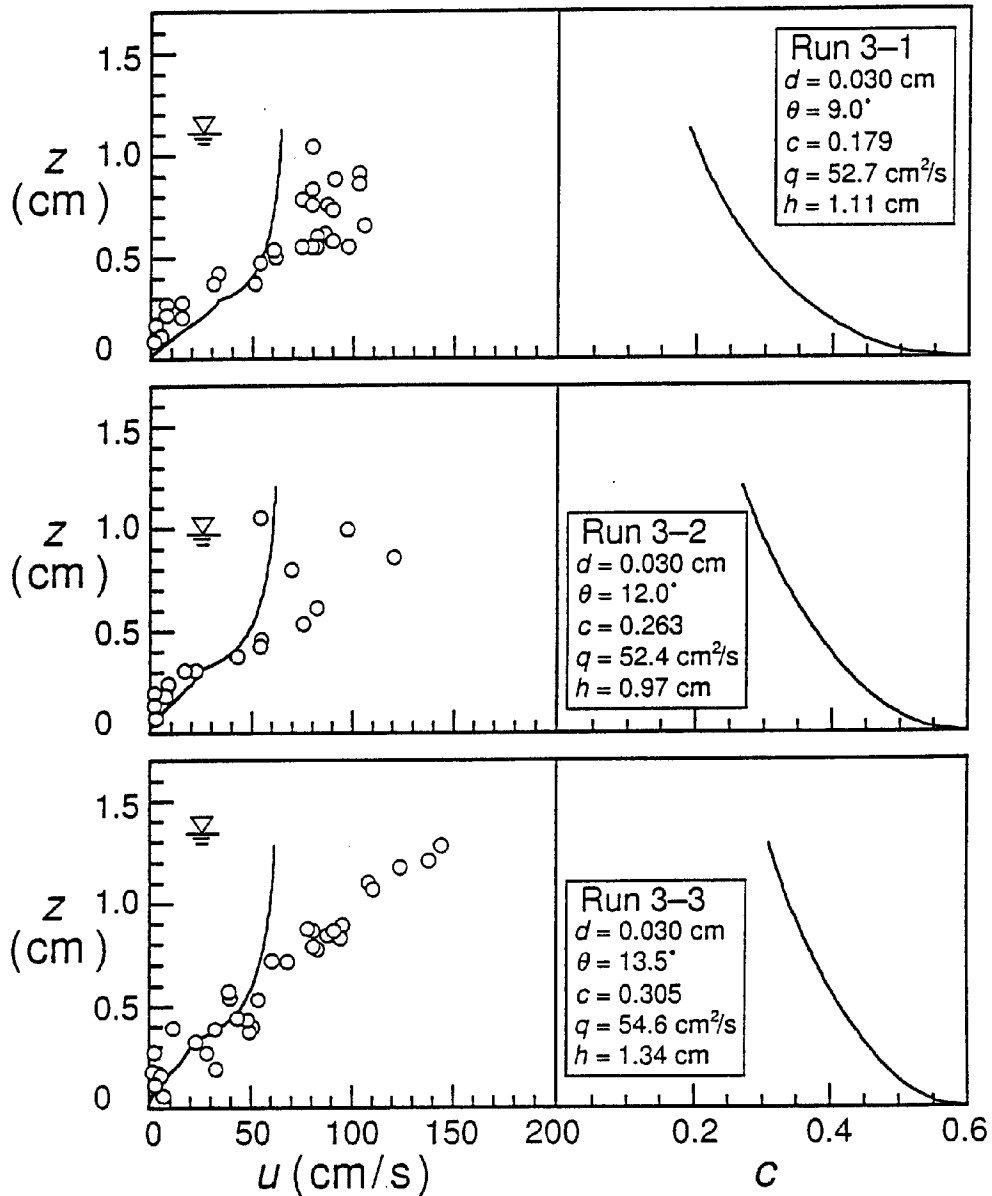 1.5
1.0
0.5
0
z
(cm)
Run 3–1
d = 0.030 cm
θ = 9.0°
c = 0.179
q = 52.7 cm²/s
h = 1.11 cm
1.5
1.0
0.5
0
z
(cm)
Run 3–2
d = 0.030 cm
θ = 12.0°
c = 0.263
q = 52.4 cm²/s
h = 0.97 cm
1.5
1.0
0.5
0
z
(cm)
Run 3–3
d = 0.030 cm
θ = 13.5°
c = 0.305
q = 54.6 cm²/s
h = 1.34 cm
0 50 100 150 200 0.2 0.4 0.6
u (cm/s) c